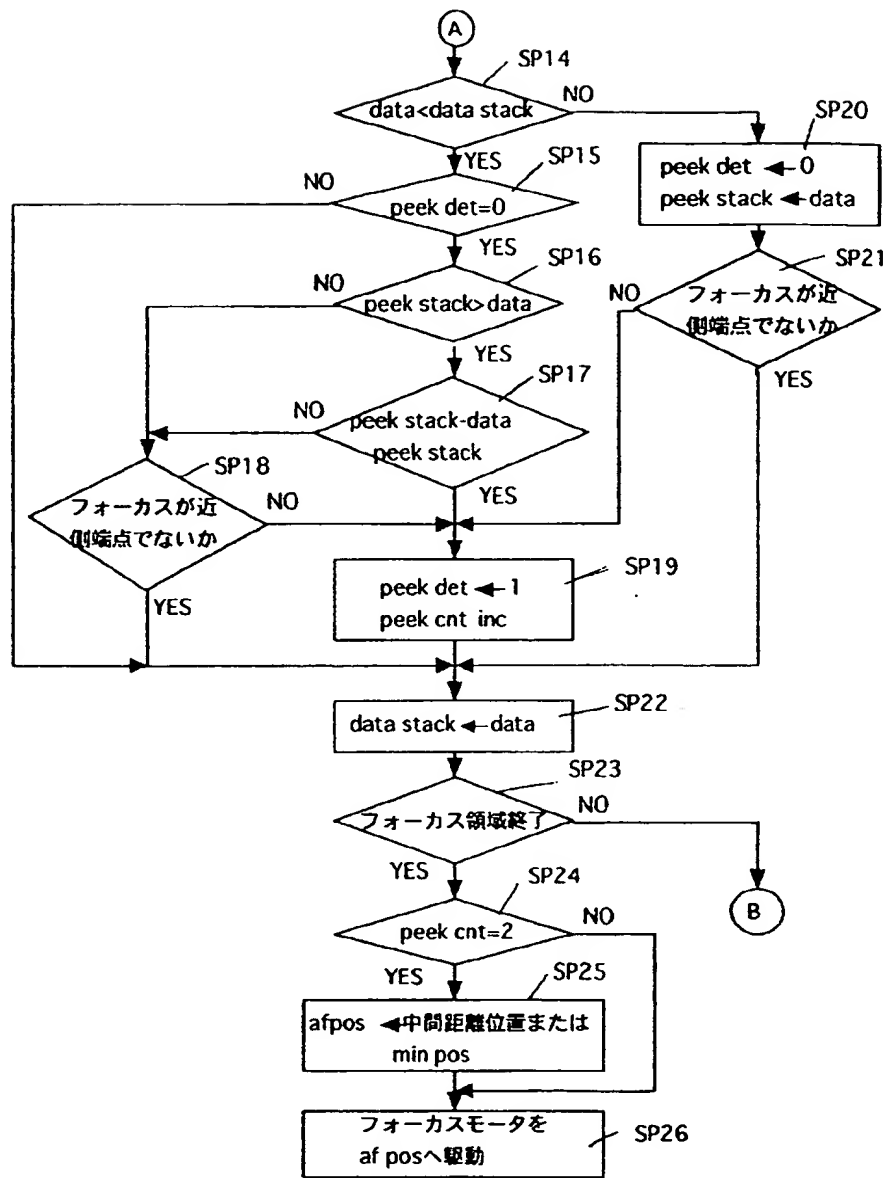 A
SP14
data<data stack
NO
YES
SP20
peek det ←0
peek stack ←data
SP15
NO
peek det=0
YES
SP16
NO
peek stack>data
YES
SP21
NO
フォーカスが近
側端点でないか
YES
SP17
NO
peek stack-data
peek stack
YES
SP18
フォーカスが近
側端点でないか
NO
YES
SP19
peek det ←1
peek cnt inc
SP22
data stack ←data
SP23
フォーカス領域終了
NO
YES
B
SP24
peek cnt=2
NO
YES
SP25
afpos ←中間距離位置または
min pos
フォーカスモータを
af posへ駆動
SP26